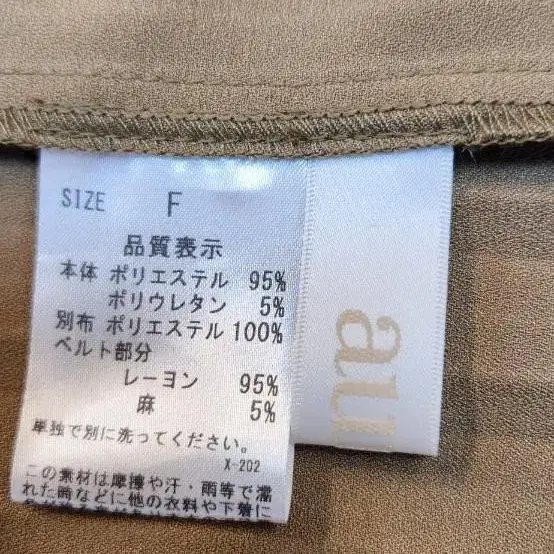 SIZE F
品質表示
本体 ポリエステル 95%
ポリウレタン 5%
別布 ポリエステル 100%
ベルト部分
レーヨン 95%
麻 5%
単独で別に洗ってください。
X-202
この素材は摩擦や汗・雨等で濡
れた時などに他の衣料や下着に
au